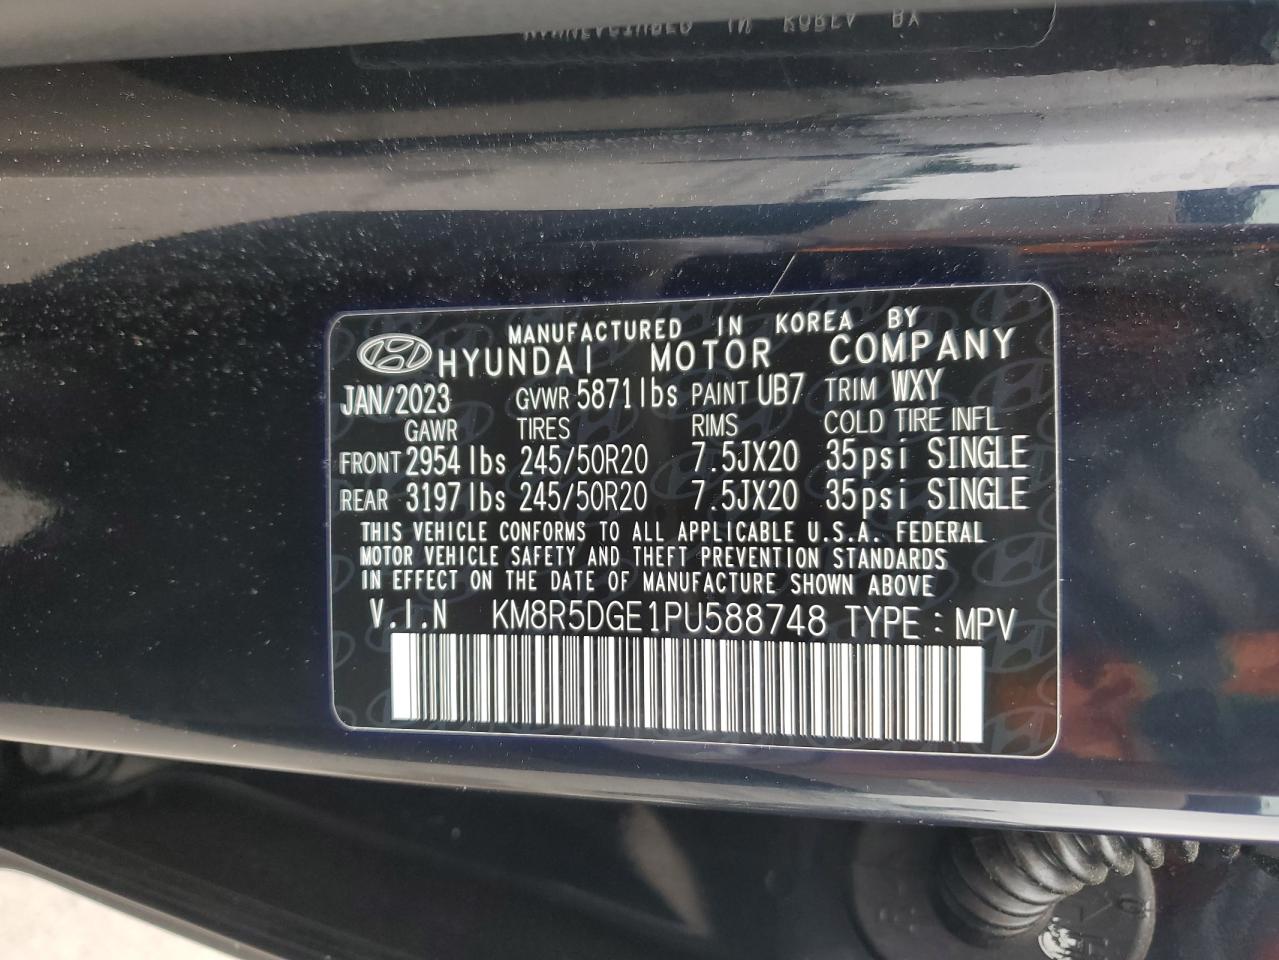 MANUFACTURED IN KOREA BY
HYUNDAI MOTOR COMPANY
JAN/2023 GVWR 5871 lbs PAINT UB7 TRIM WXY
GAWR TIRES RIMS COLD TIRE INFL
FRONT 2954 lbs 245/50R20 7.5JX20 35psi SINGLE
REAR 3197 lbs 245/50R20 7.5JX20 35psi SINGLE
THIS VEHICLE CONFORMS TO ALL APPLICABLE U.S.A. FEDERAL
MOTOR VEHICLE SAFETY AND THEFT PREVENTION STANDARDS
IN EFFECT ON THE DATE OF MANUFACTURE SHOWN ABOVE
V.I.N KM8R5DGE1PU588748 TYPE : MPV